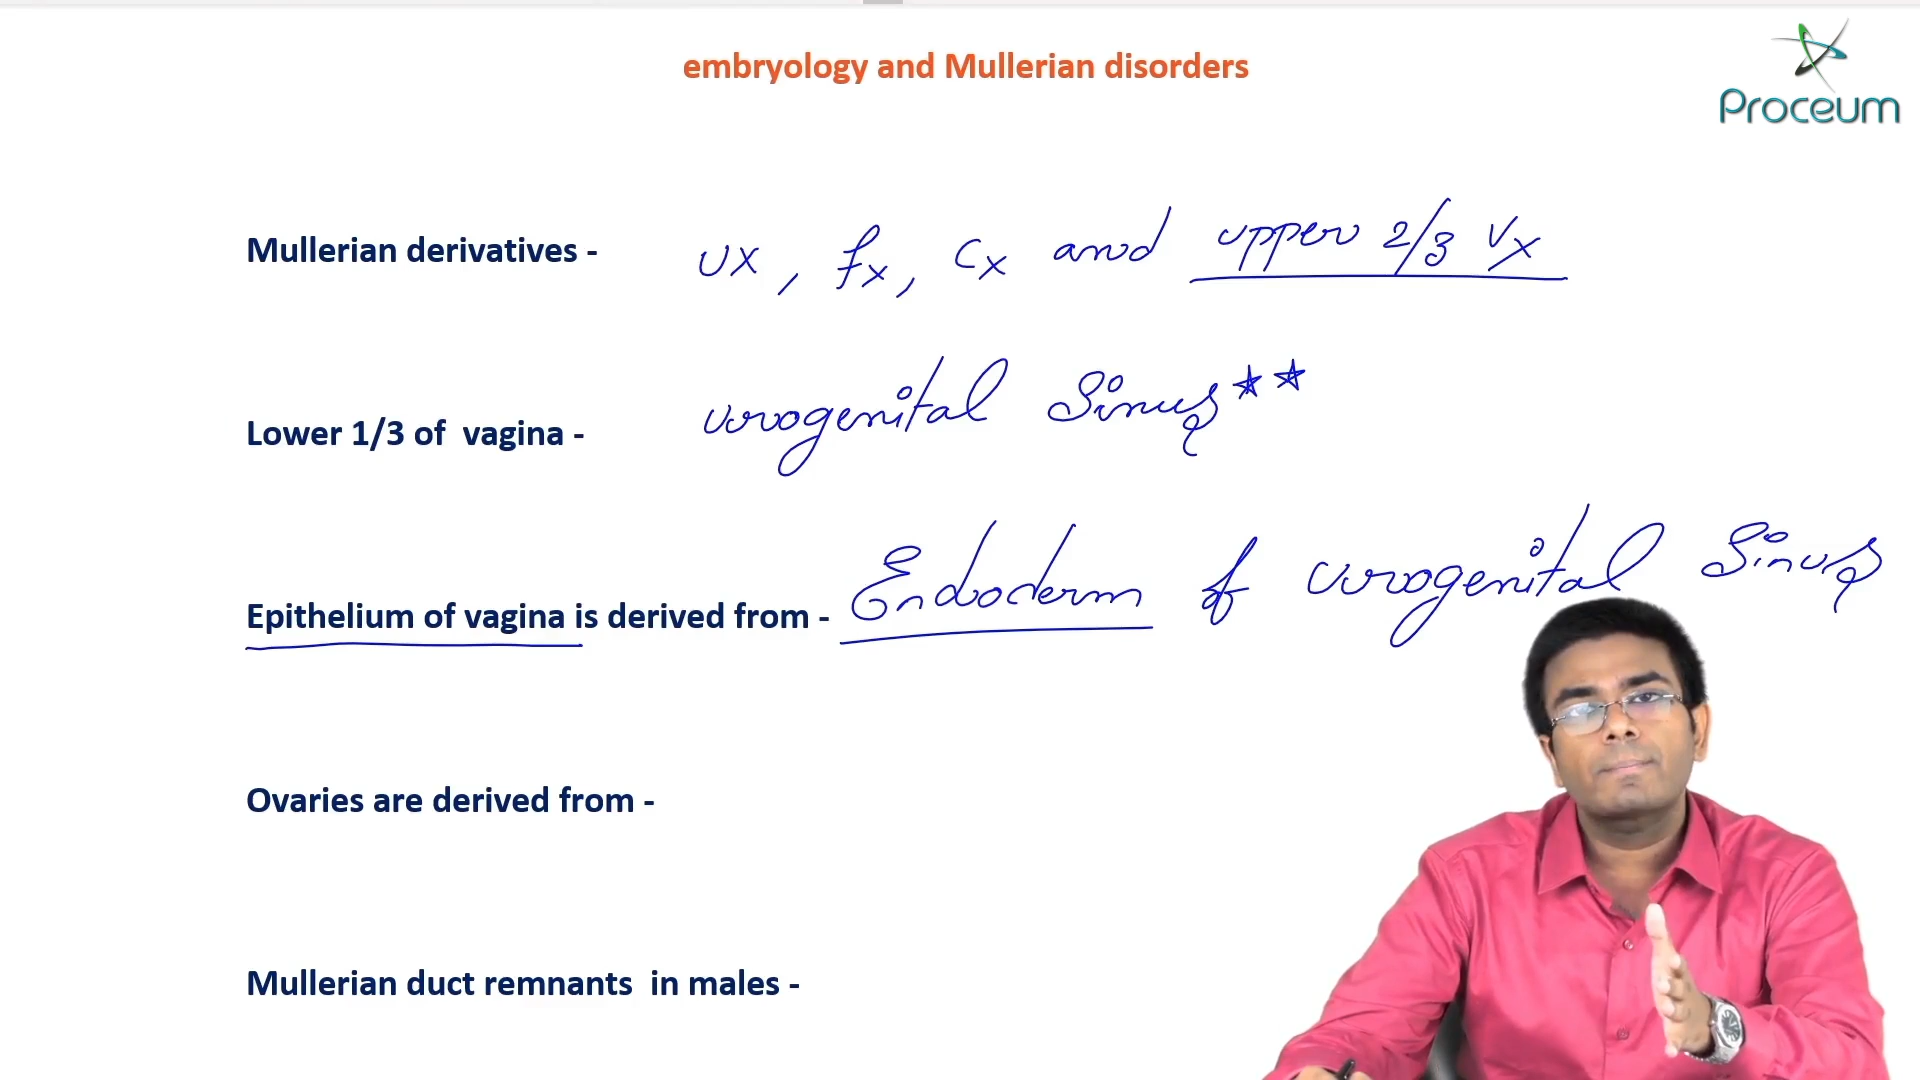 embryology and Mullerian disorders
Proceum
Mullerian derivatives - UX, fx, Cx and upper 2/3 Vx
Lower 1/3 of vagina - urogenital Sinus**
Epithelium of vagina is derived from - Endoderm of urogenital Sinus
Ovaries are derived from -
Mullerian duct remnants in males -